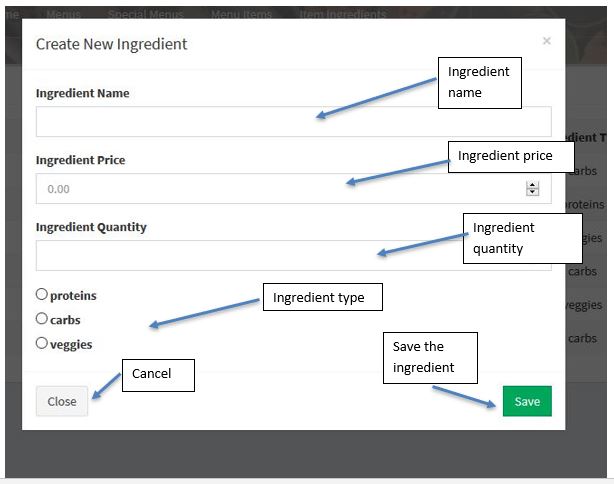 me Menus Special Menus Menu Items Item Ingredients
Create New Ingredient ×
Ingredient
name
Ingredient Name
edient T
Ingredient Price
Ingredient price
carbs
0.00
proteins
Ingredient Quantity
Ingredient
quantity
ggies
carbs
proteins
Ingredient type
veggies
carbs
veggies
Save the
ingredient
carbs
Cancel
Close
Save